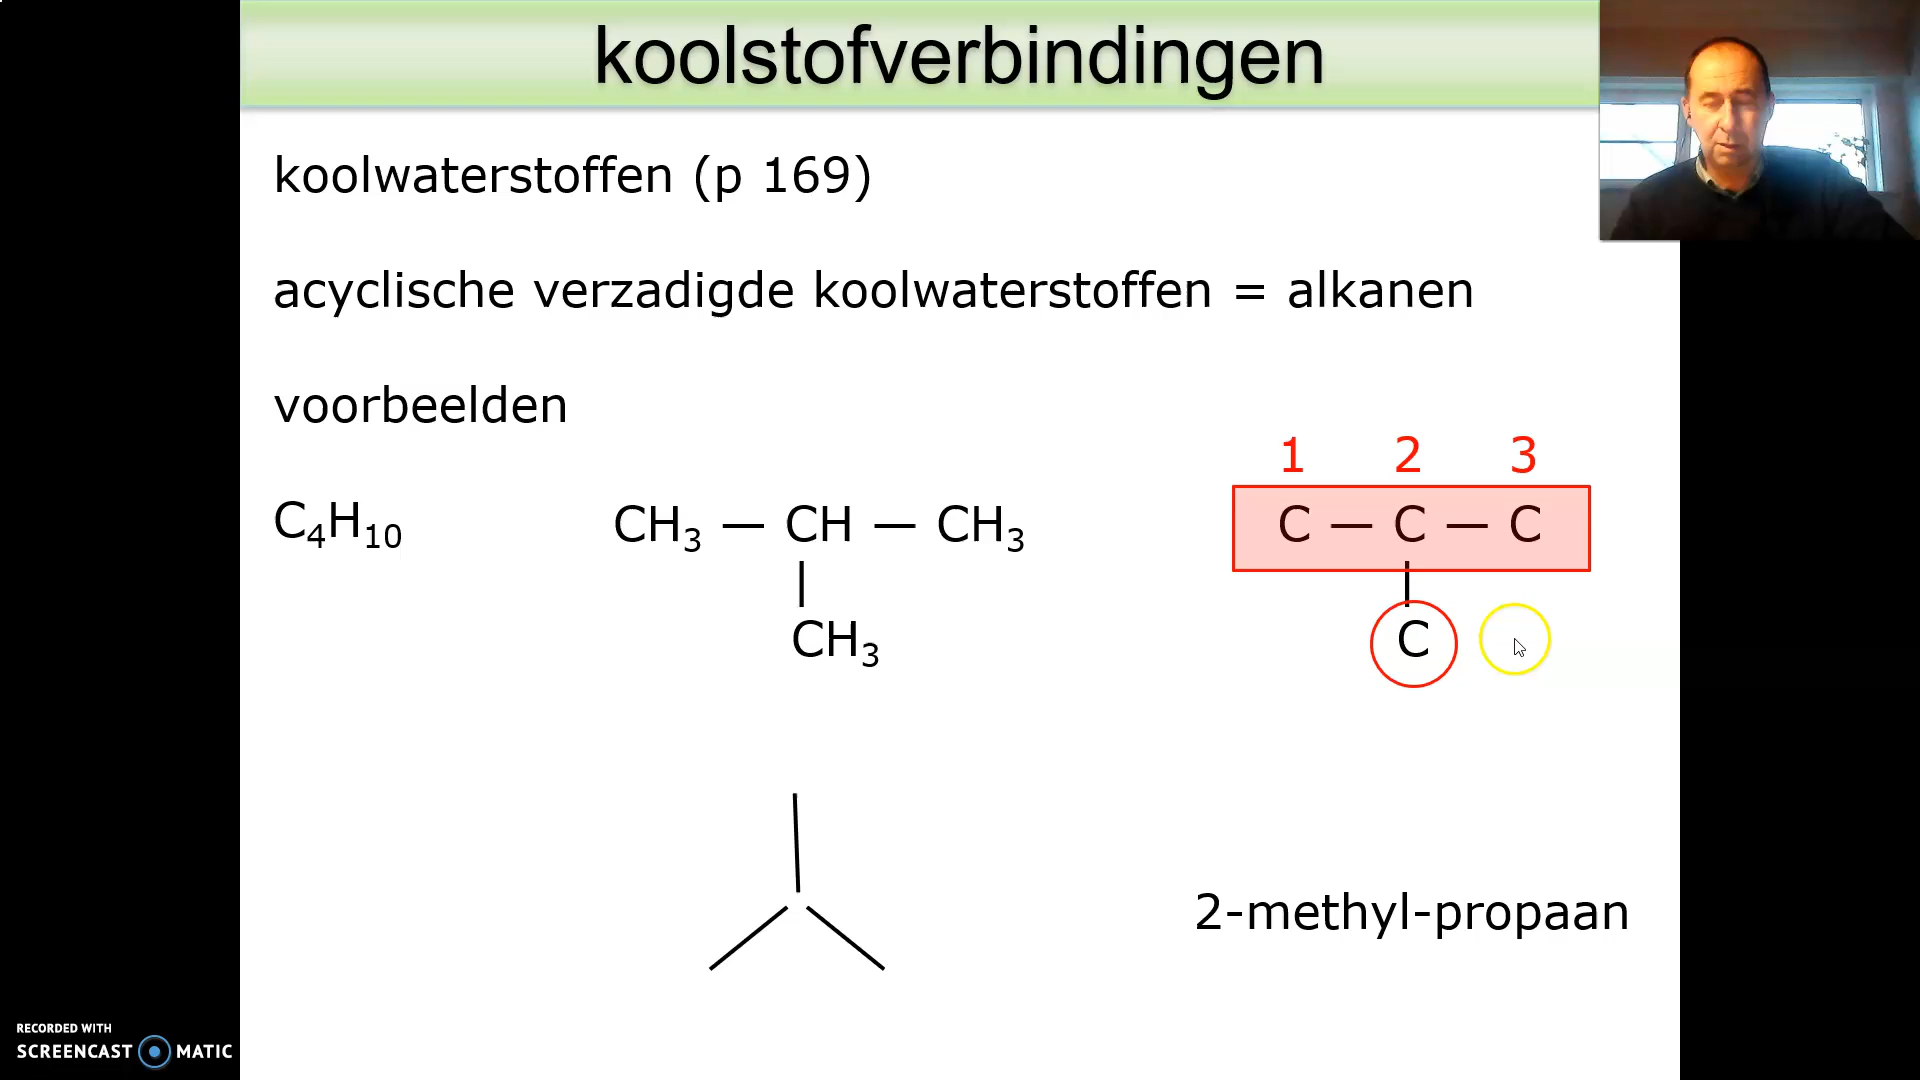 koolstofverbindingen
koolwaterstoffen (p 169)
acyclische verzadigde koolwaterstoffen = alkanen
voorbeelden
1 2 3
C₄H₁₀ CH₃ — CH — CH₃ C — C — C
CH₃ C
2-methyl-propaan
RECORDED WITH
SCREENCAST MATIC